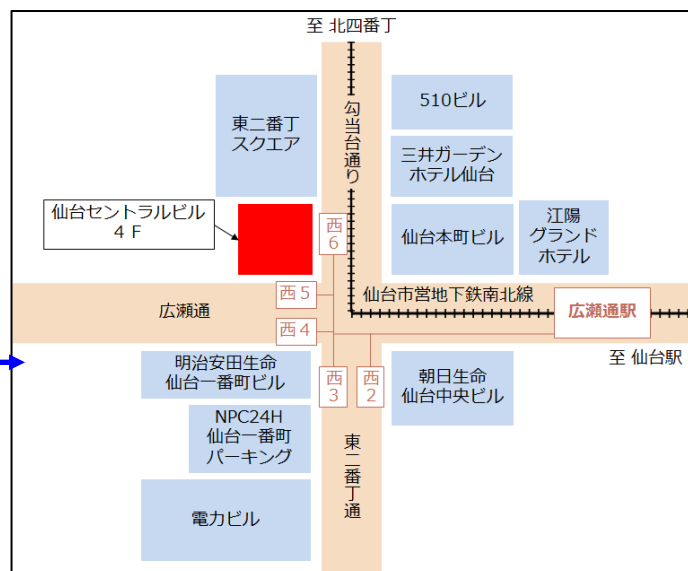 至 北四番丁
510ビル
東二番丁
スクエア
勾当台通り
三井ガーデン
ホテル仙台
仙台セントラルビル
４Ｆ
西6
仙台本町ビル
江陽
グランド
ホテル
西５
仙台市営地下鉄南北線
広瀬通
広瀬通駅
西４
至 仙台駅
明治安田生命
仙台一番町ビル
西3
西2
朝日生命
仙台中央ビル
NPC24H
仙台一番町
パーキング
東二番丁通
電力ビル